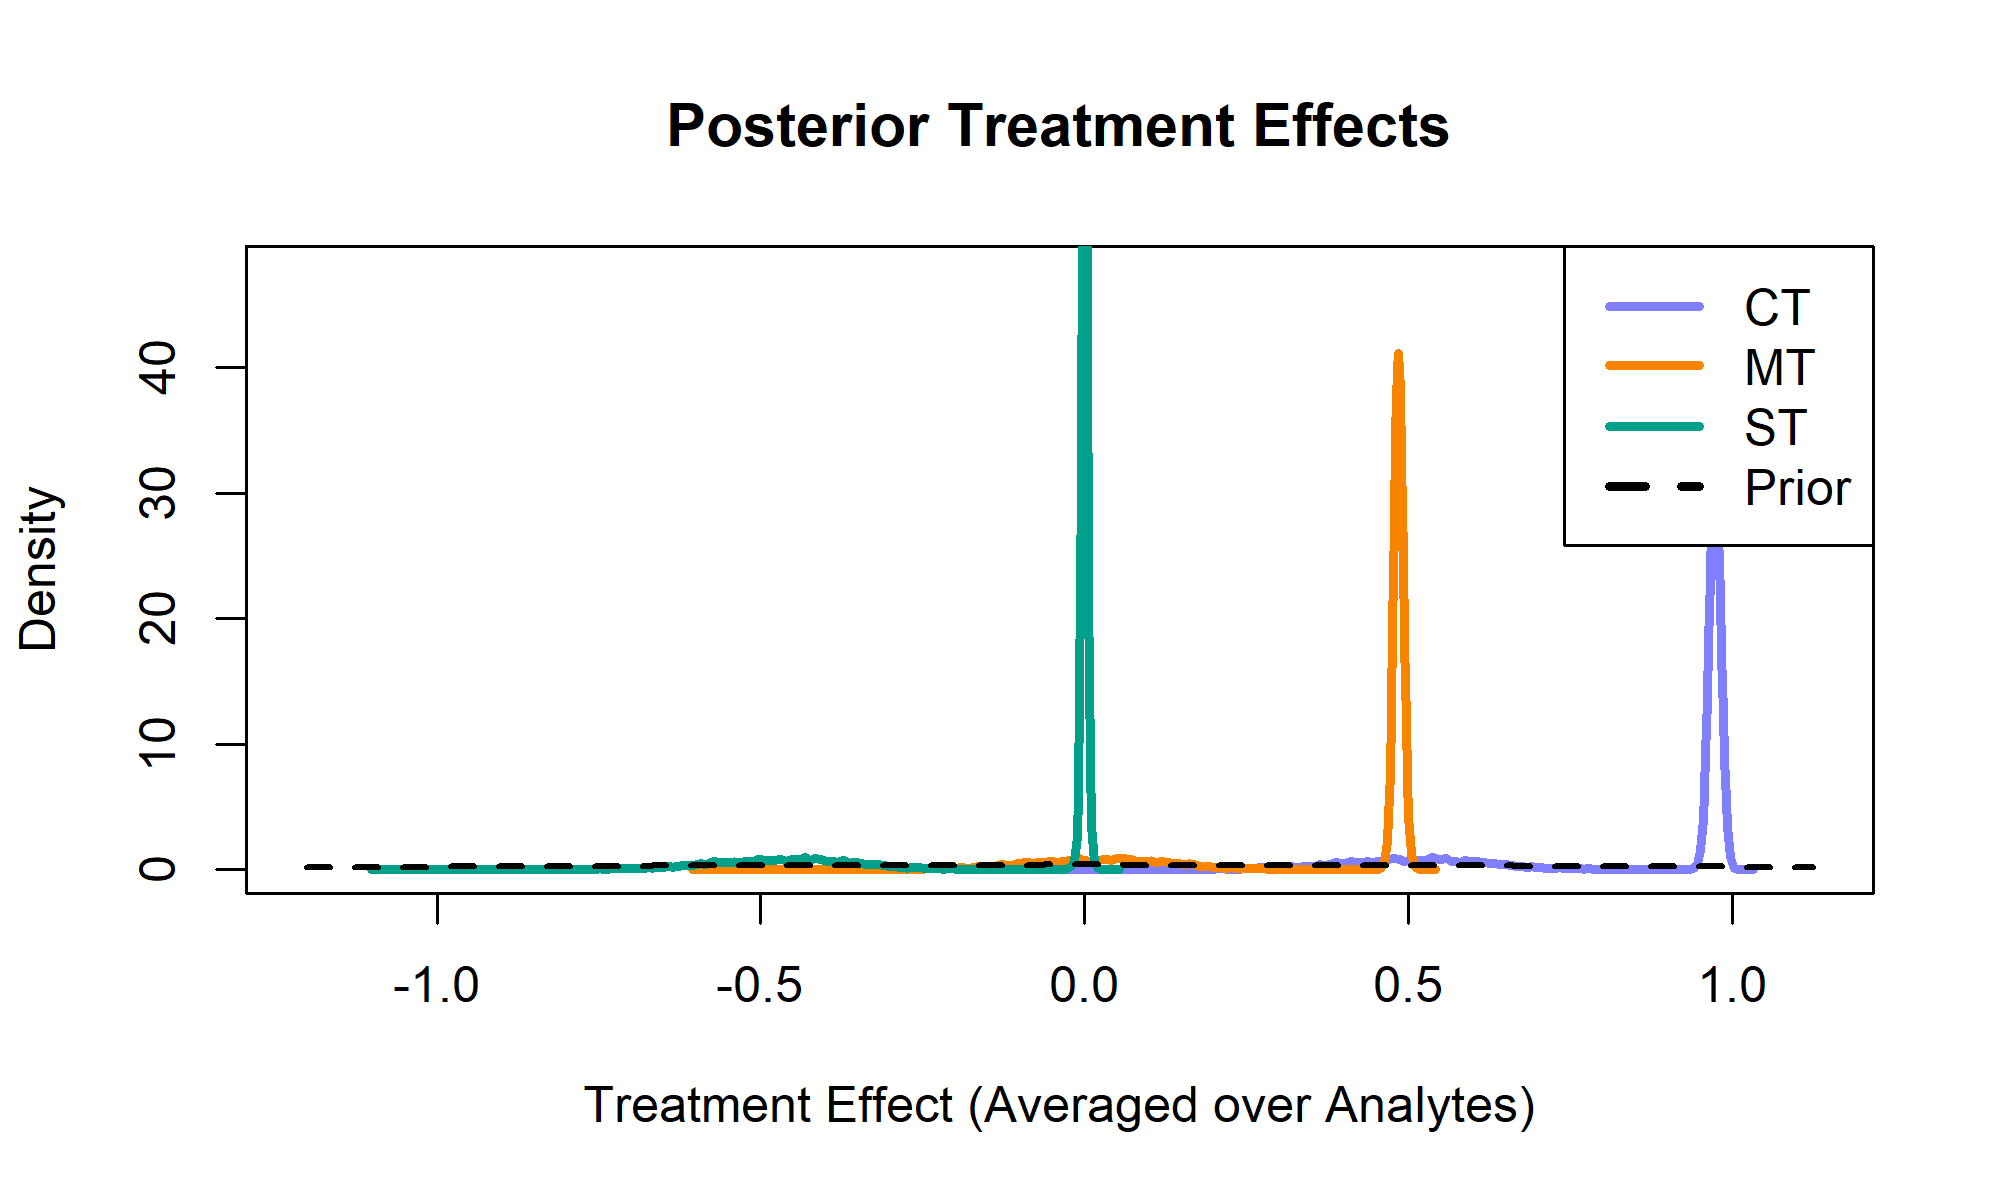 Posterior Treatment Effects
CT
MT
ST
Prior
Density
40
30
20
10
0
-1.0 -0.5 0.0 0.5 1.0
Treatment Effect (Averaged over Analytes)